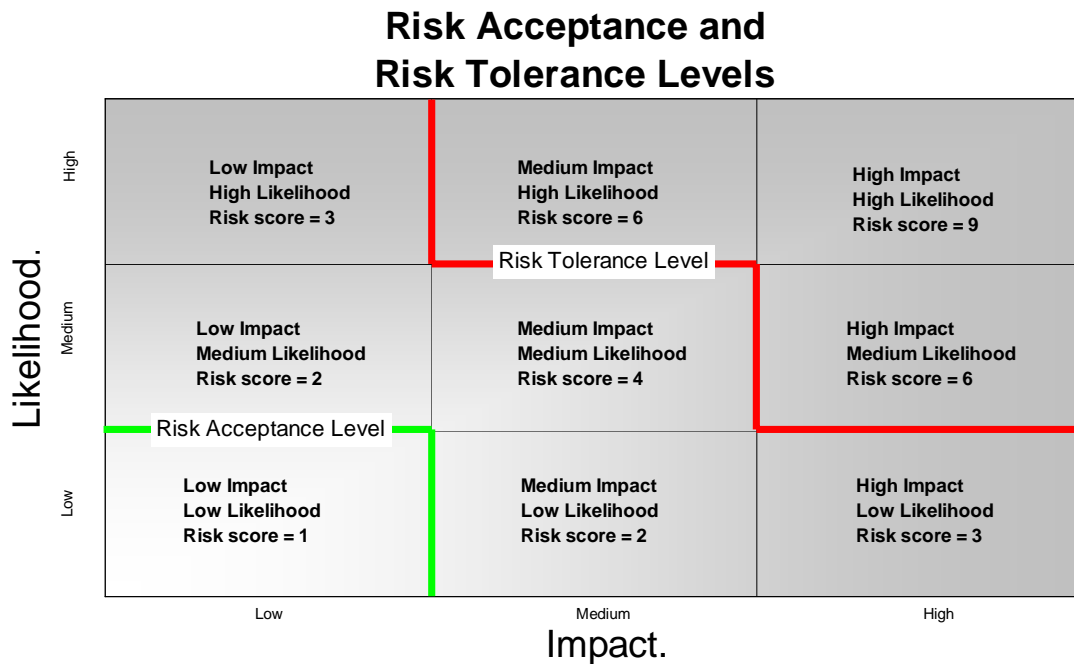 Risk Acceptance and
Risk Tolerance Levels
Likelihood.
High
Low Impact
High Likelihood
Risk score = 3
Medium Impact
High Likelihood
Risk score = 6
High Impact
High Likelihood
Risk score = 9
Risk Tolerance Level
Medium
Low Impact
Medium Likelihood
Risk score = 2
Medium Impact
Medium Likelihood
Risk score = 4
High Impact
Medium Likelihood
Risk score = 6
Risk Acceptance Level
Low
Low Impact
Low Likelihood
Risk score = 1
Medium Impact
Low Likelihood
Risk score = 2
High Impact
Low Likelihood
Risk score = 3
Low
Medium
High
Impact.